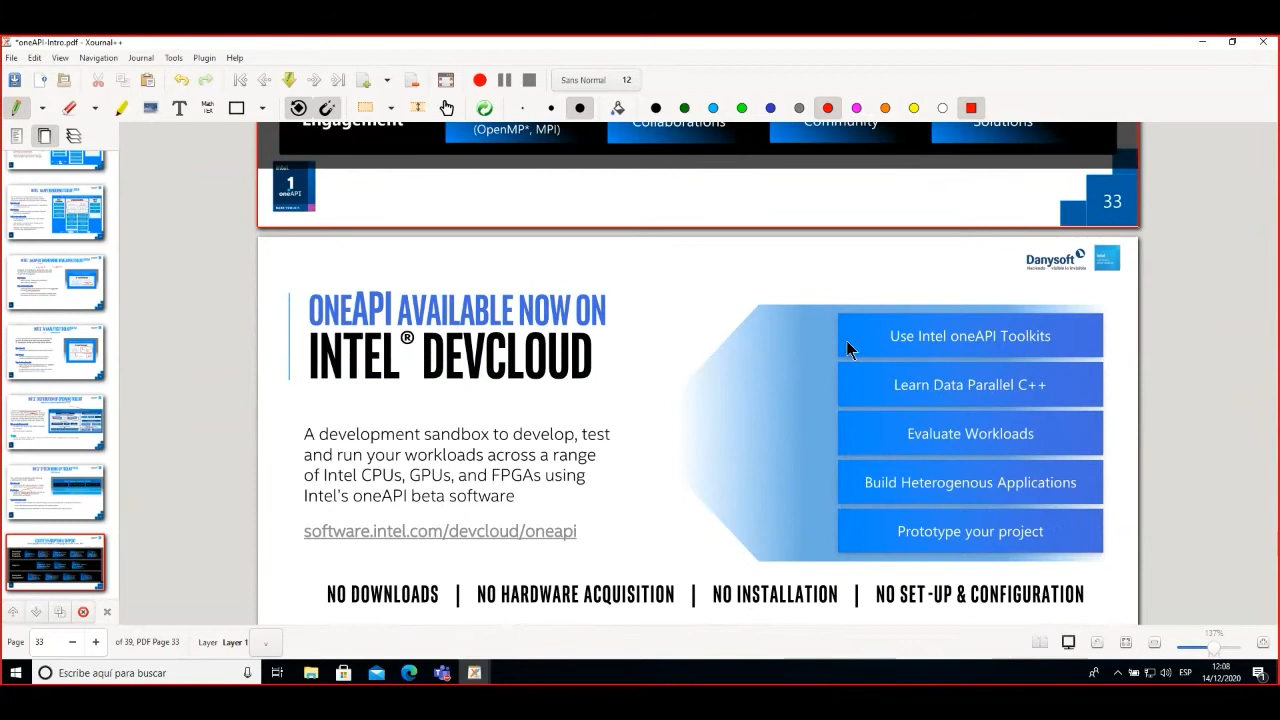 *oneAPI-Intro.pdf - Xournal++
File Edit View Navigation Journal Tools Plugin Help
Sans Normal 12
Math
TEX
Engagement
(OpenMP*, MPI)
Collaborations
Community
Solutions
intel
1
oneAPI
33
Danysoft
ONEAPI AVAILABLE NOW ON
INTEL® DEVCLOUD
A development sandbox to develop, test
and run your workloads across a range
of Intel CPUs, GPUs and FPGAs using
Intel's oneAPI beta software
software.intel.com/devcloud/oneapi
Use Intel oneAPI Toolkits
Learn Data Parallel C++
Evaluate Workloads
Build Heterogenous Applications
Prototype your project
NO DOWNLOADS | NO HARDWARE ACQUISITION | NO INSTALLATION | NO SET-UP & CONFIGURATION
Page 33 of 39, PDF Page 33 Layer Layer 1
137%
Escribe aquí para buscar
ESP
12:08
14/12/2020